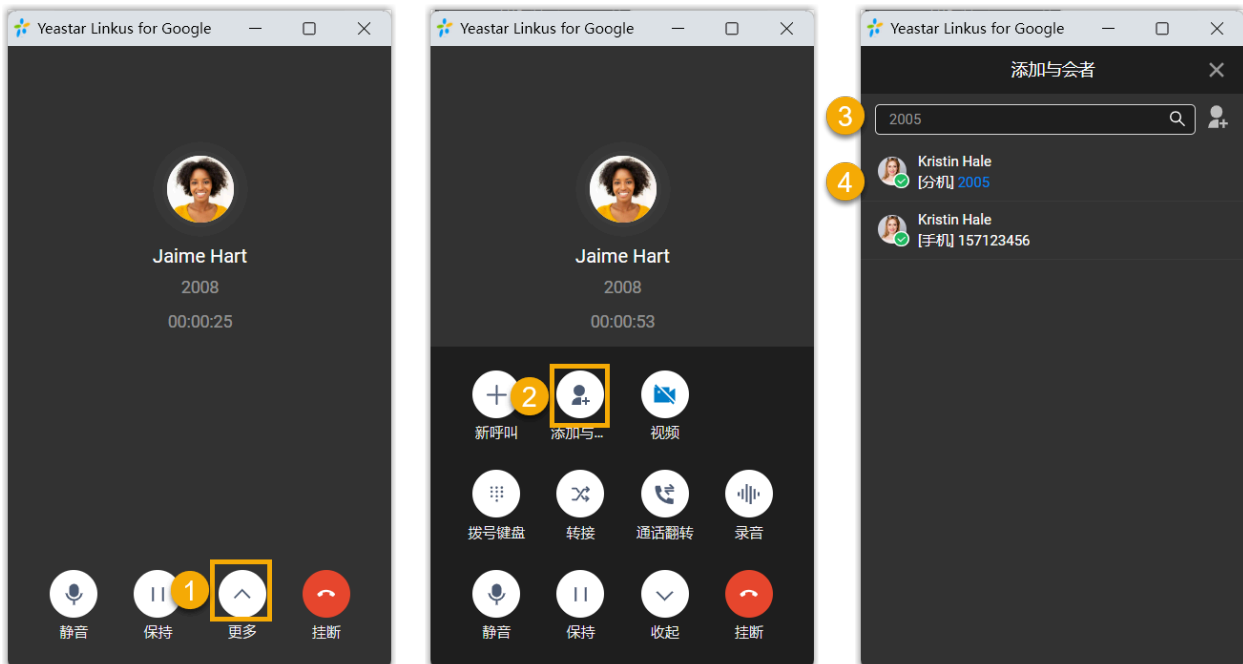 Yeastar Linkus for Google
Jaime Hart
2008
00:00:25
1
静音
保持
更多
挂断
Yeastar Linkus for Google
Jaime Hart
2008
00:00:53
2
新呼叫
添加与...
视频
拨号键盘
转接
通话翻转
录音
静音
保持
收起
挂断
Yeastar Linkus for Google
添加与会者
3
2005
4
Kristin Hale
[分机] 2005
Kristin Hale
[手机] 157123456